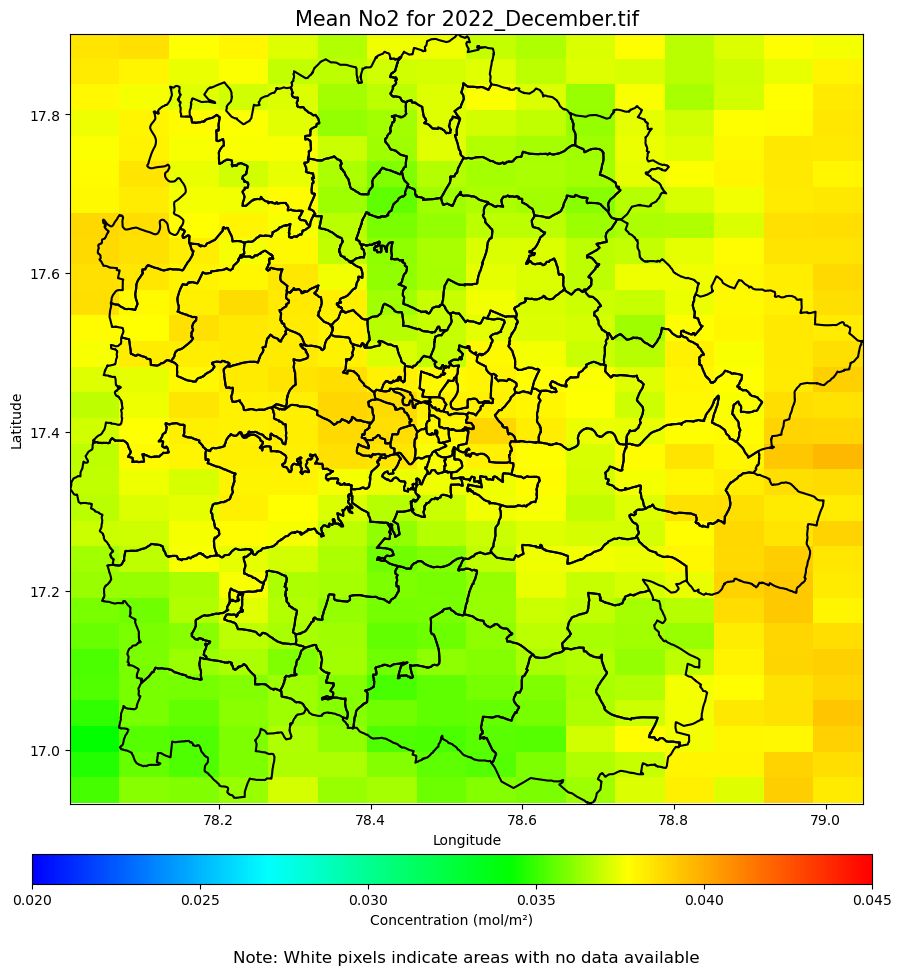 Mean No2 for 2022_December.tif
17.8
17.6
17.4
17.2
17.0
Latitude
78.2 78.4 78.6 78.8 79.0
Longitude
0.020 0.025 0.030 0.035 0.040 0.045
Concentration (mol/m²)
Note: White pixels indicate areas with no data available